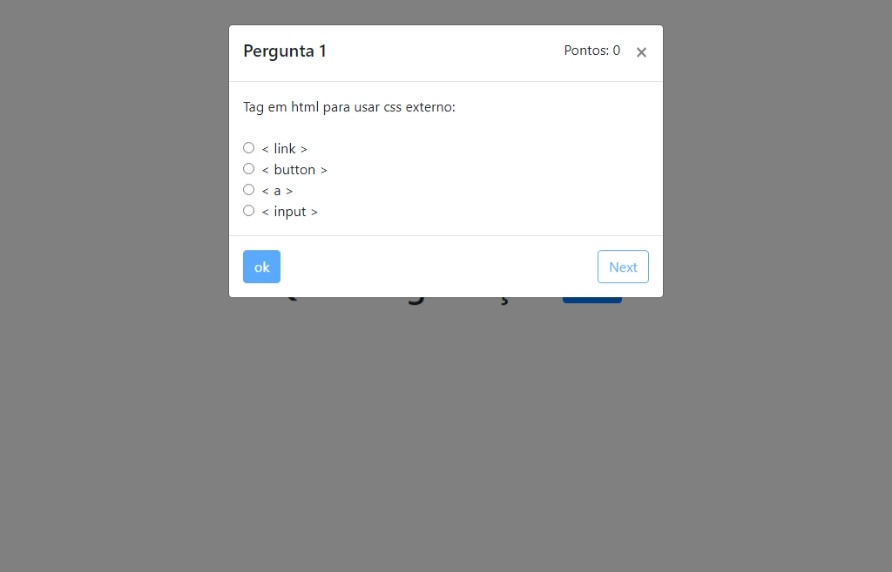 Pergunta 1
Pontos: 0 ×
Tag em html para usar css externo:
< link >
< button >
< a >
< input >
ok
Next